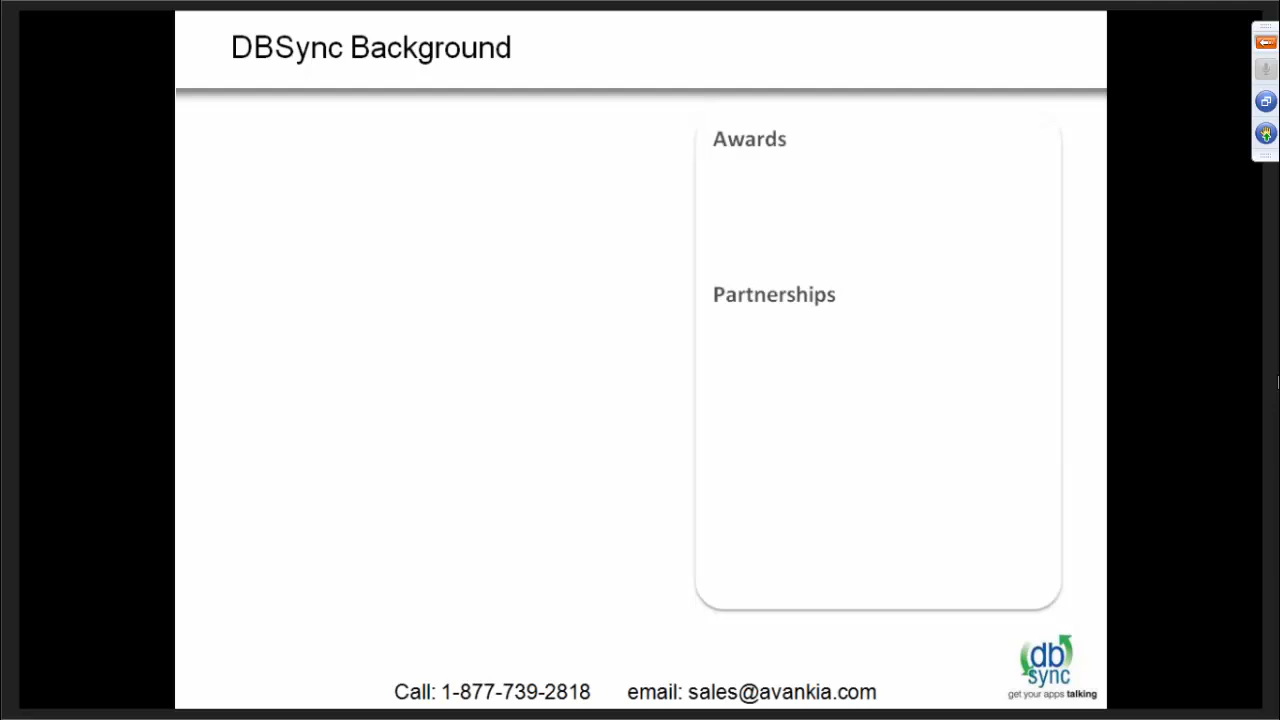 DBSync Background
Awards
Partnerships
db
sync
get your apps talking
Call: 1-877-739-2818 email: sales@avankia.com